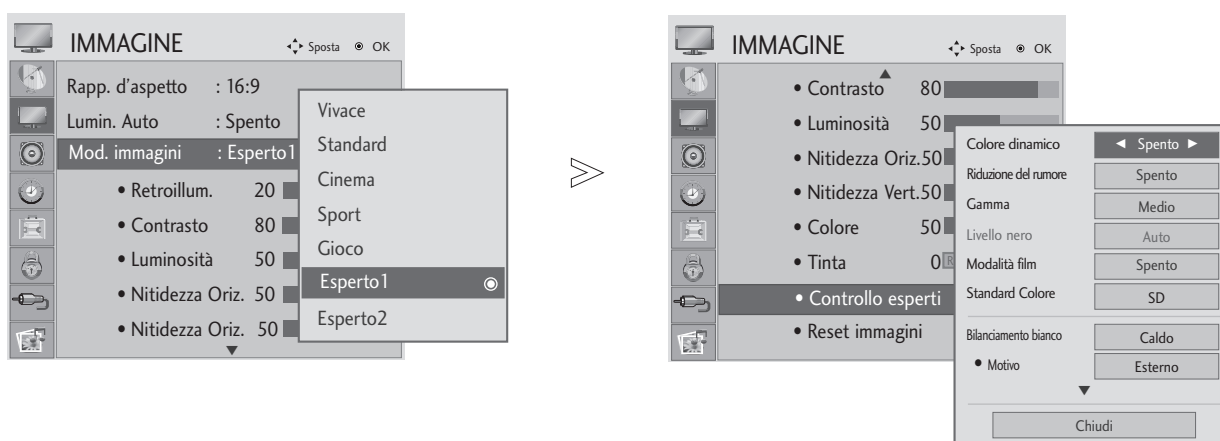 IMMAGINE
Sposta OK
Rapp. d'aspetto : 16:9
Lumin. Auto : Spento
Mod. immagini : Esperto1
• Retroillum. 20
• Contrasto 80
• Luminosità 50
• Nitidezza Oriz. 50
• Nitidezza Oriz. 50
Vivace
Standard
Cinema
Sport
Gioco
Esperto1
Esperto2
IMMAGINE
Sposta OK
• Contrasto 80
• Luminosità 50
• Nitidezza Oriz.50
• Nitidezza Vert.50
• Colore 50
• Tinta 0 R
• Controllo esperti
• Reset immagini
Colore dinamico ◄ Spento ►
Riduzione del rumore Spento
Gamma Medio
Livello nero Auto
Modalità film Spento
Standard Colore SD
Bilanciamento bianco Caldo
• Motivo Esterno
Chiudi